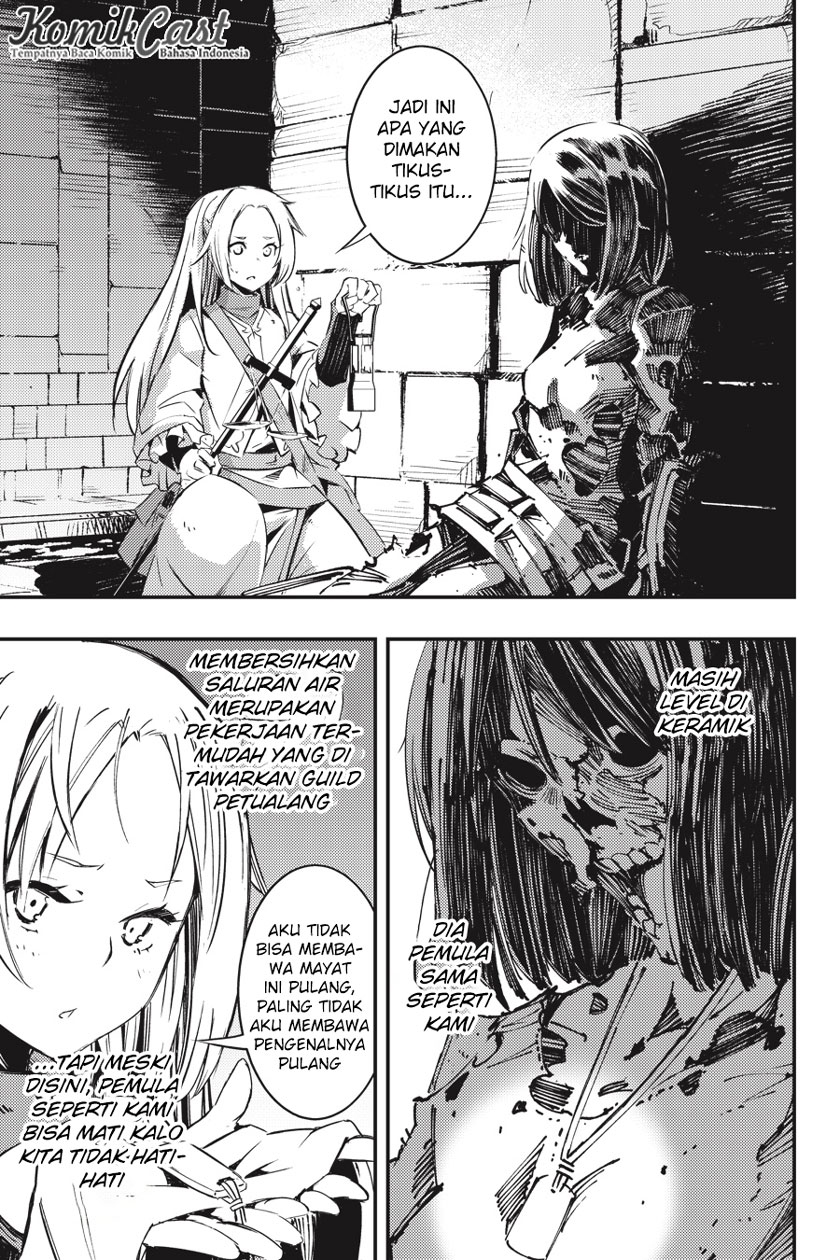 KomikCast
Tempatnya Baca Komik Bahasa Indonesia
JADI INI
APA YANG
DIMAKAN
TIKUS-
TIKUS ITU...
MASIH
LEVEL DI
KERAMIK
DIA
PEMULA
SAMA
SEPERTI
KAMI
MEMBERSIHKAN
SALURAN AIR
MERUPAKAN
PEKERJAAN TER-
MUDAH YANG DI
TAWARKAN GUILD
PETUALANG
AKU TIDAK
BISA MEMBA-
WA MAYAT
INI PULANG,
PALING TIDAK
AKU MEMBAWA
PENGENALNYA
PULANG
...TAPI MESKI
DISINI, PEMULA
SEPERTI KAMI
BISA MATI KALO
KITA TIDAK HATI-
HATI